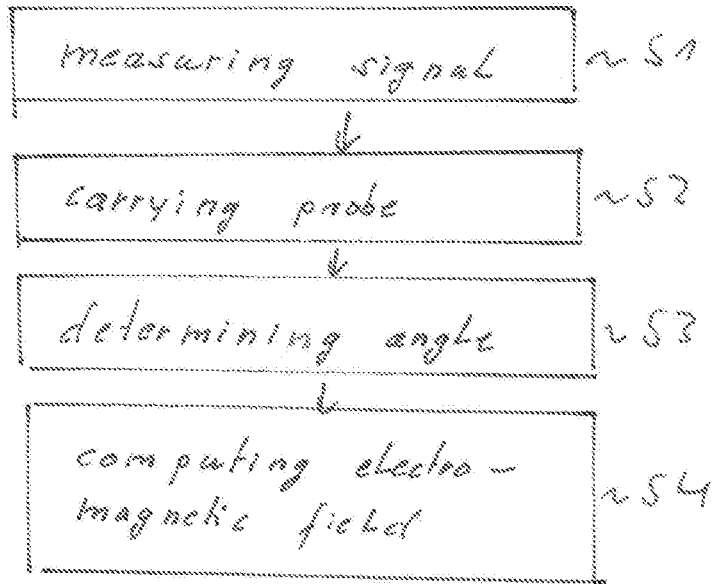 measuring signal ~S1
carrying probe ~S2
determining angle ~S3
computing electro-
magnetic field ~S4